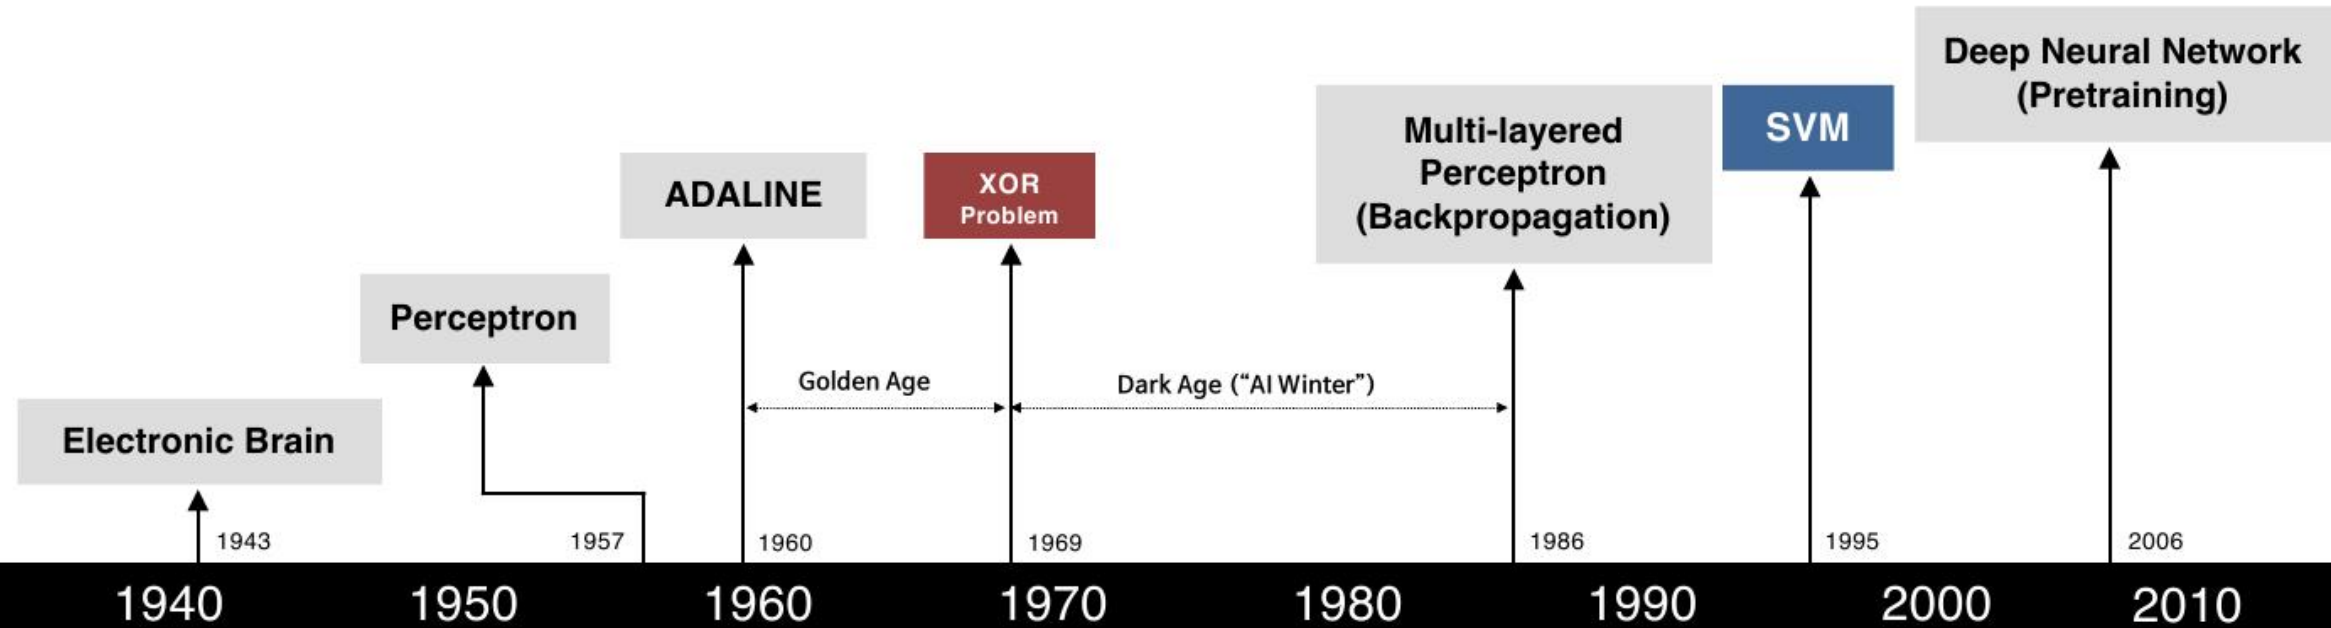 Deep Neural Network
(Pretraining)
Multi-layered
Perceptron
(Backpropagation)
SVM
ADALINE
XOR
Problem
Perceptron
Golden Age
Dark Age (“AI Winter”)
Electronic Brain
1943
1957
1960
1969
1986
1995
2006
1940
1950
1960
1970
1980
1990
2000
2010